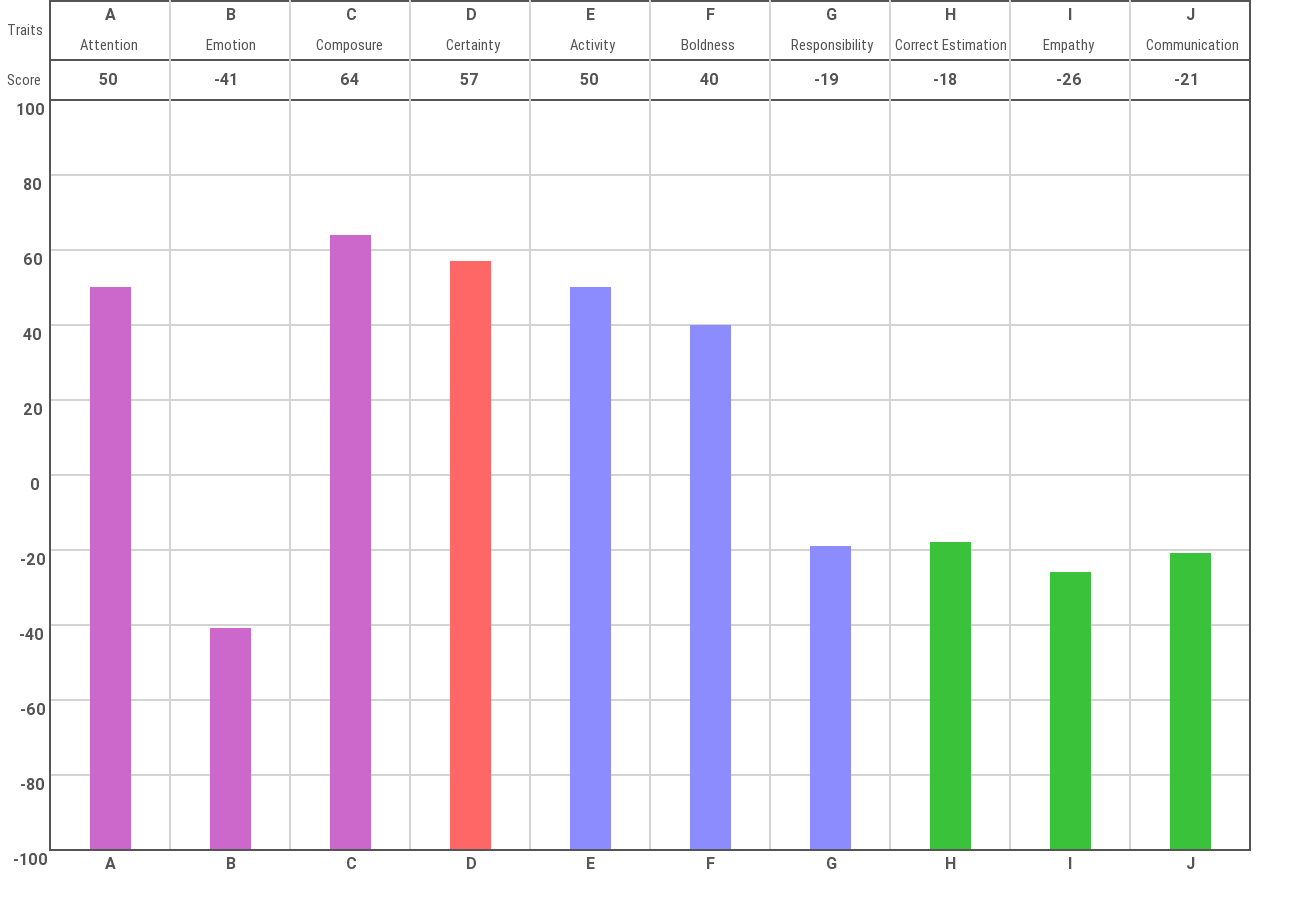 Traits
A B C D E F G H I J
Attention Emotion Composure Certainty Activity Boldness Responsibility Correct Estimation Empathy Communication
Score 50 -41 64 57 50 40 -19 -18 -26 -21
100
80
60
40
20
0
-20
-40
-60
-80
-100
A B C D E F G H I J